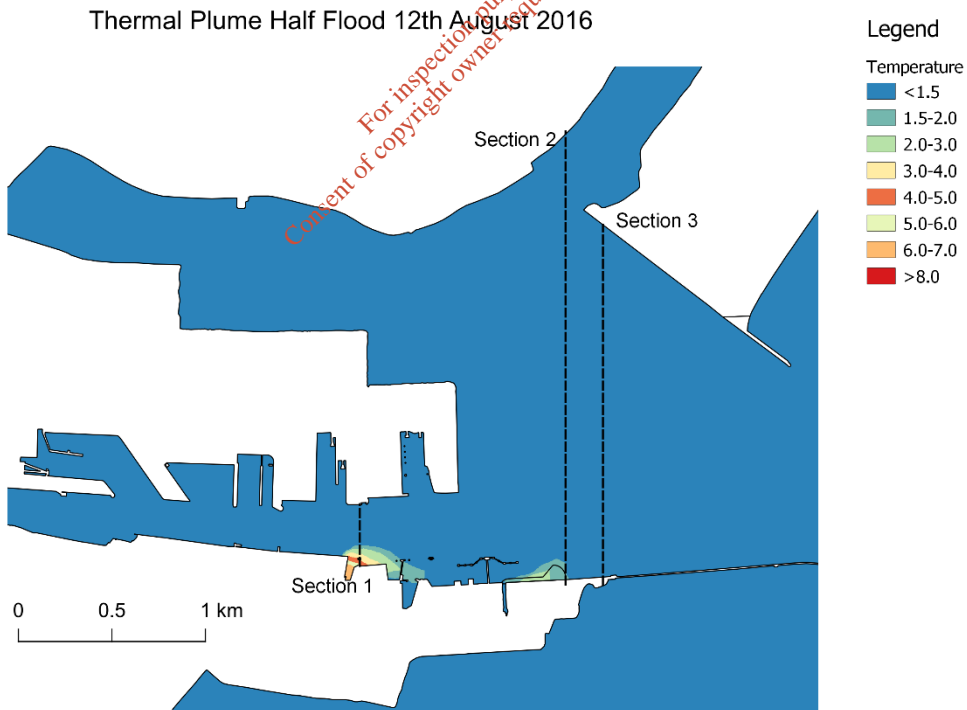 Thermal Plume Half Flood 12th August 2016
For inspection pu
Consent of copyright owner requ
Legend
Temperature
<1.5
1.5-2.0
2.0-3.0
3.0-4.0
4.0-5.0
5.0-6.0
6.0-7.0
>8.0
Section 2
Section 3
Section 1
0 0.5 1 km